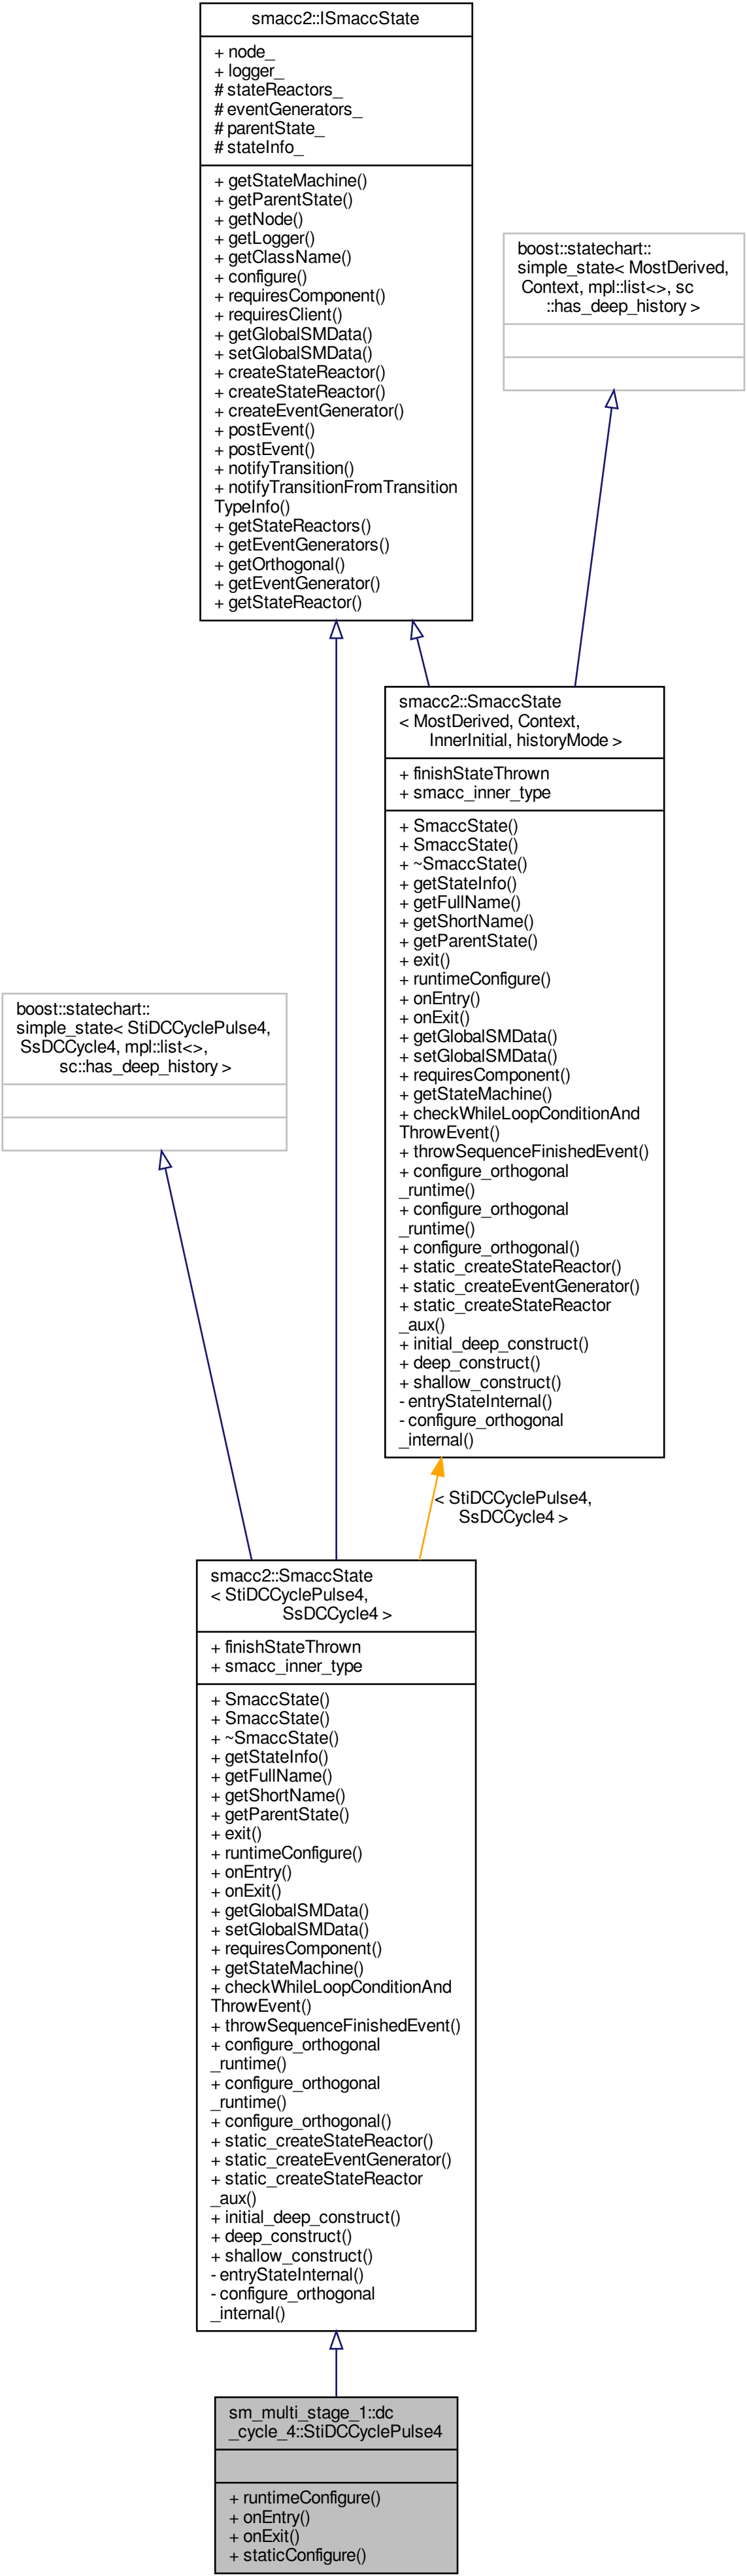 smacc2::ISmaccState
+ node_
+ logger_
# stateReactors_
# eventGenerators_
# parentState_
# stateInfo_
+ getStateMachine()
+ getParentState()
+ getNode()
+ getLogger()
+ getClassName()
+ configure()
+ requiresComponent()
+ requiresClient()
+ getGlobalSMData()
+ setGlobalSMData()
+ createStateReactor()
+ createStateReactor()
+ createEventGenerator()
+ postEvent()
+ postEvent()
+ notifyTransition()
+ notifyTransitionFromTransition
TypeInfo()
+ getStateReactors()
+ getEventGenerators()
+ getOrthogonal()
+ getEventGenerator()
+ getStateReactor()
boost::statechart::
simple_state< MostDerived,
Context, mpl::list<>, sc
::has_deep_history >
smacc2::SmaccState
< MostDerived, Context,
InnerInitial, historyMode >
+ finishStateThrown
+ smacc_inner_type
+ SmaccState()
+ SmaccState()
+ ~SmaccState()
+ getStateInfo()
+ getFullName()
+ getShortName()
+ getParentState()
+ exit()
+ runtimeConfigure()
+ onEntry()
+ onExit()
+ getGlobalSMData()
+ setGlobalSMData()
+ requiresComponent()
+ getStateMachine()
+ checkWhileLoopConditionAnd
ThrowEvent()
+ throwSequenceFinishedEvent()
+ configure_orthogonal
_runtime()
+ configure_orthogonal
_runtime()
+ configure_orthogonal()
+ static_createStateReactor()
+ static_createEventGenerator()
+ static_createStateReactor
_aux()
+ initial_deep_construct()
+ deep_construct()
+ shallow_construct()
- entryStateInternal()
- configure_orthogonal
_internal()
boost::statechart::
simple_state< StiDCCyclePulse4,
SsDCCycle4, mpl::list<>,
sc::has_deep_history >
< StiDCCyclePulse4,
SsDCCycle4 >
smacc2::SmaccState
< StiDCCyclePulse4,
SsDCCycle4 >
+ finishStateThrown
+ smacc_inner_type
+ SmaccState()
+ SmaccState()
+ ~SmaccState()
+ getStateInfo()
+ getFullName()
+ getShortName()
+ getParentState()
+ exit()
+ runtimeConfigure()
+ onEntry()
+ onExit()
+ getGlobalSMData()
+ setGlobalSMData()
+ requiresComponent()
+ getStateMachine()
+ checkWhileLoopConditionAnd
ThrowEvent()
+ throwSequenceFinishedEvent()
+ configure_orthogonal
_runtime()
+ configure_orthogonal
_runtime()
+ configure_orthogonal()
+ static_createStateReactor()
+ static_createEventGenerator()
+ static_createStateReactor
_aux()
+ initial_deep_construct()
+ deep_construct()
+ shallow_construct()
- entryStateInternal()
- configure_orthogonal
_internal()
sm_multi_stage_1::dc
_cycle_4::StiDCCyclePulse4
+ runtimeConfigure()
+ onEntry()
+ onExit()
+ staticConfigure()